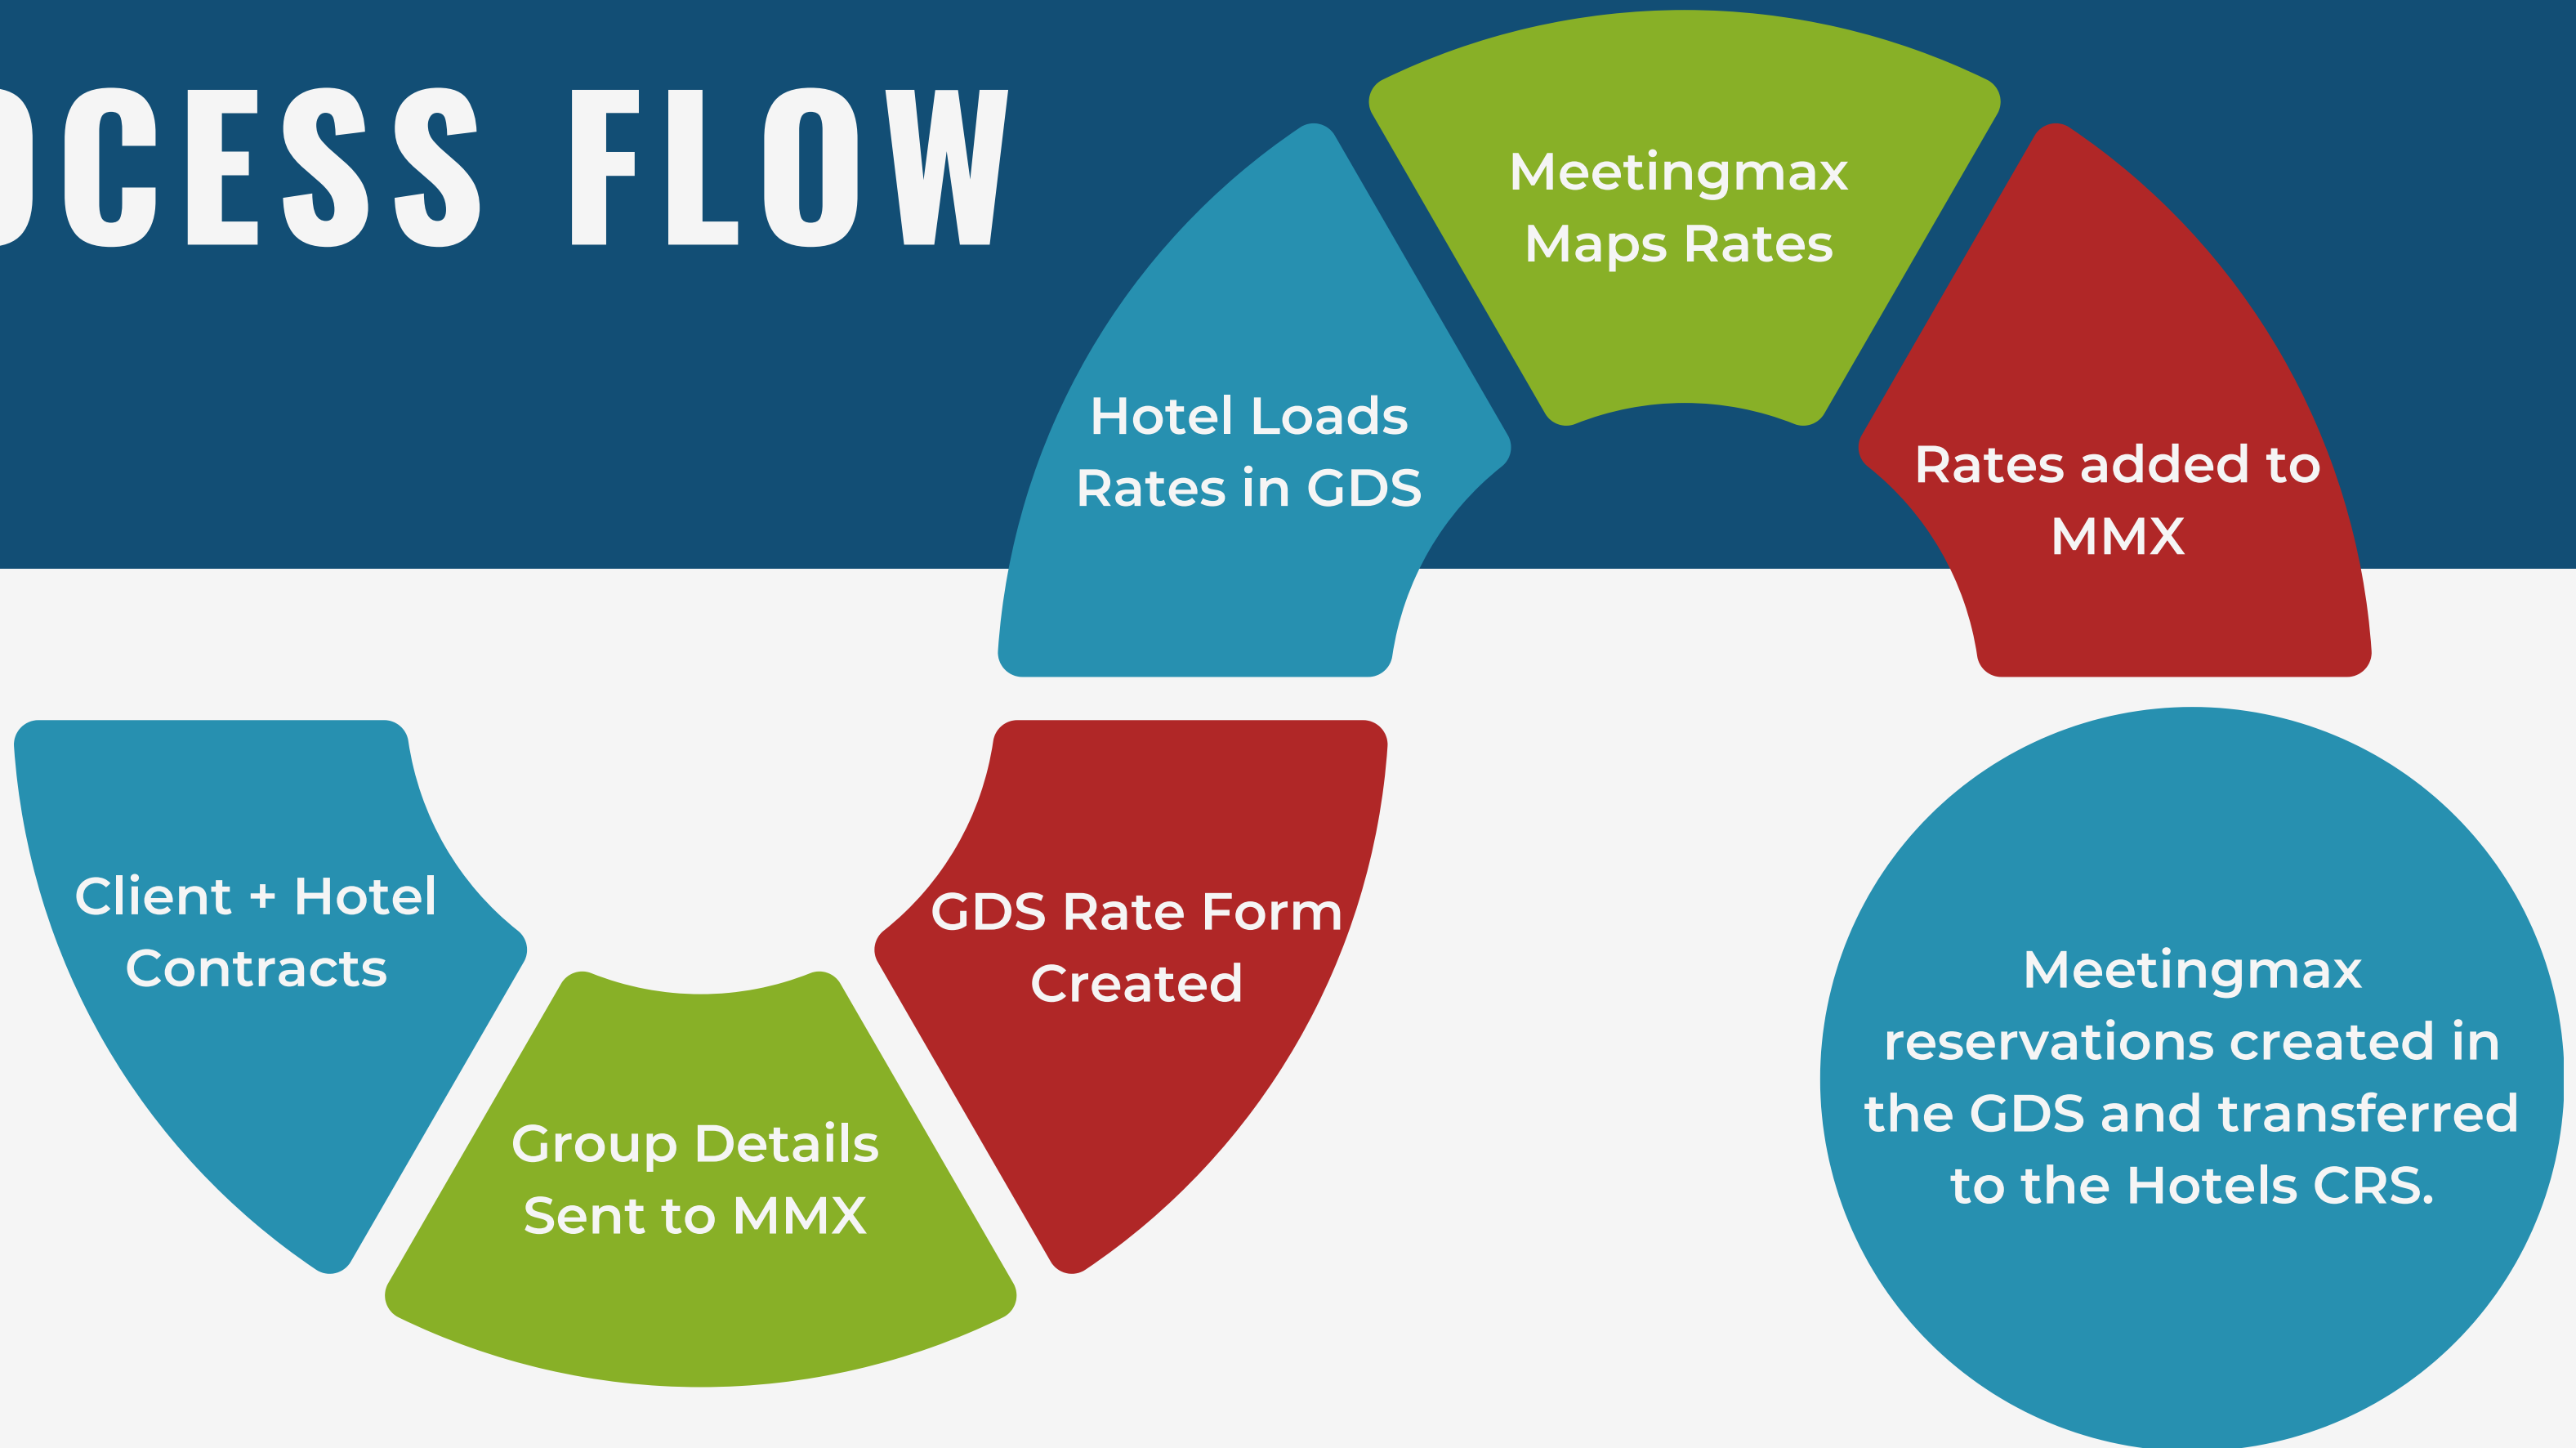 OCESS FLOW
Client + Hotel
Contracts
Group Details
Sent to MMX
GDS Rate Form
Created
Hotel Loads
Rates in GDS
Meetingmax
Maps Rates
Rates added to
MMX
Meetingmax
reservations created in
the GDS and transferred
to the Hotels CRS.